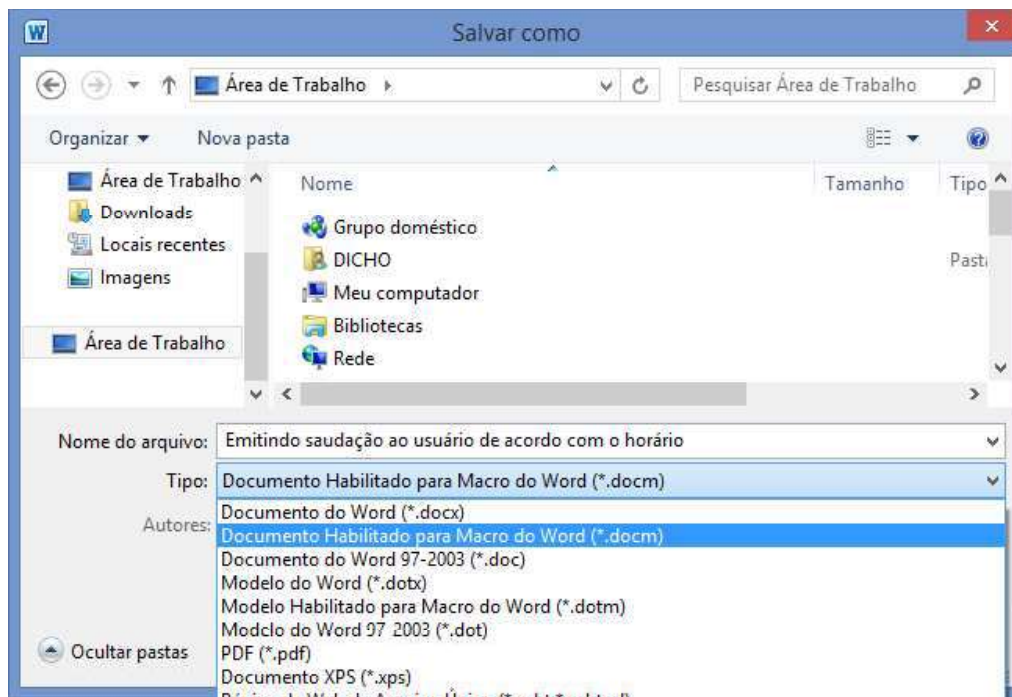 Salvar como
Área de Trabalho
Pesquisar Área de Trabalho
Organizar
Nova pasta
Área de Trabalho
Downloads
Locais recentes
Imagens
Área de Trabalho
Nome
Tamanho
Tipo
Grupo doméstico
DICHO
Pasta
Meu computador
Bibliotecas
Rede
Nome do arquivo: Emitindo saudação ao usuário de acordo com o horário
Tipo: Documento Habilitado para Macro do Word (*.docm)
Autores:
Documento do Word (*.docx)
Documento Habilitado para Macro do Word (*.docm)
Documento do Word 97-2003 (*.doc)
Modelo do Word (*.dotx)
Modelo Habilitado para Macro do Word (*.dotm)
Modelo do Word 97-2003 (*.dot)
PDF (*.pdf)
Documento XPS (*.xps)
Ocultar pastas